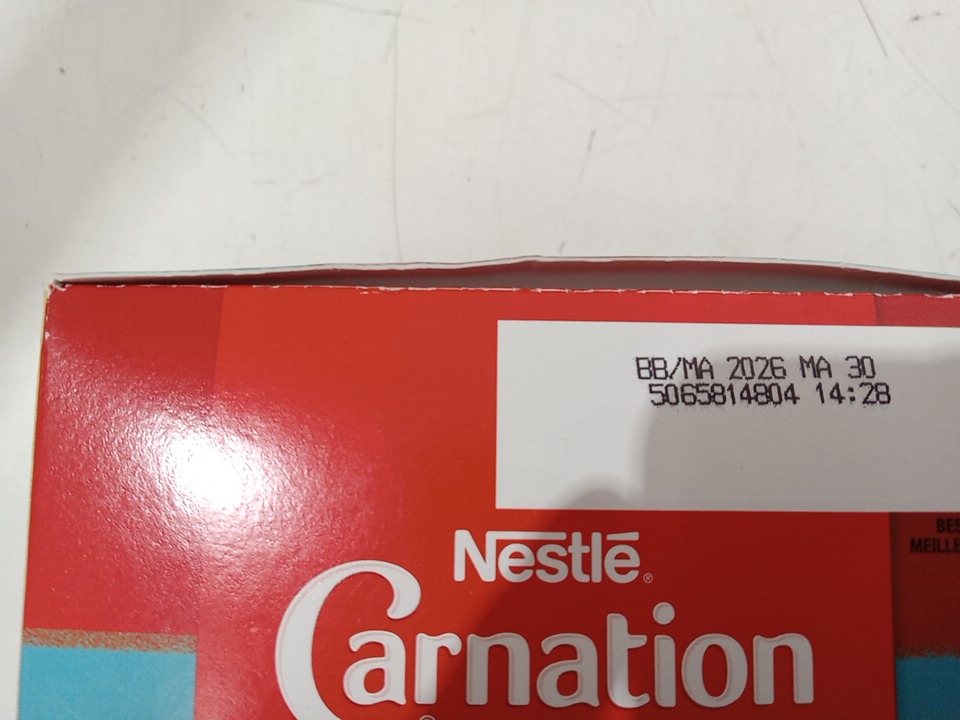 BB/MA 2026 MA 30
5065814804 14:28
Nestlé®
Carnation